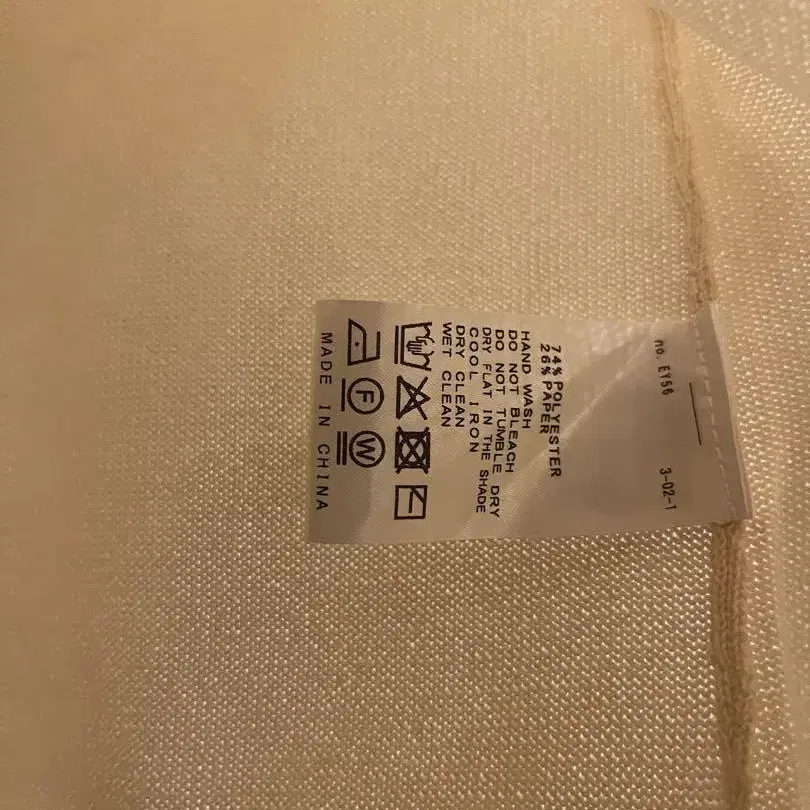 no. EY56 3-02-1
74% POLYESTER
26% PAPER
HAND WASH
DO NOT BLEACH
DO NOT TUMBLE DRY
DRY FLAT IN THE SHADE
COOL IRON
DRY CLEAN
WET CLEAN
F W
MADE IN CHINA